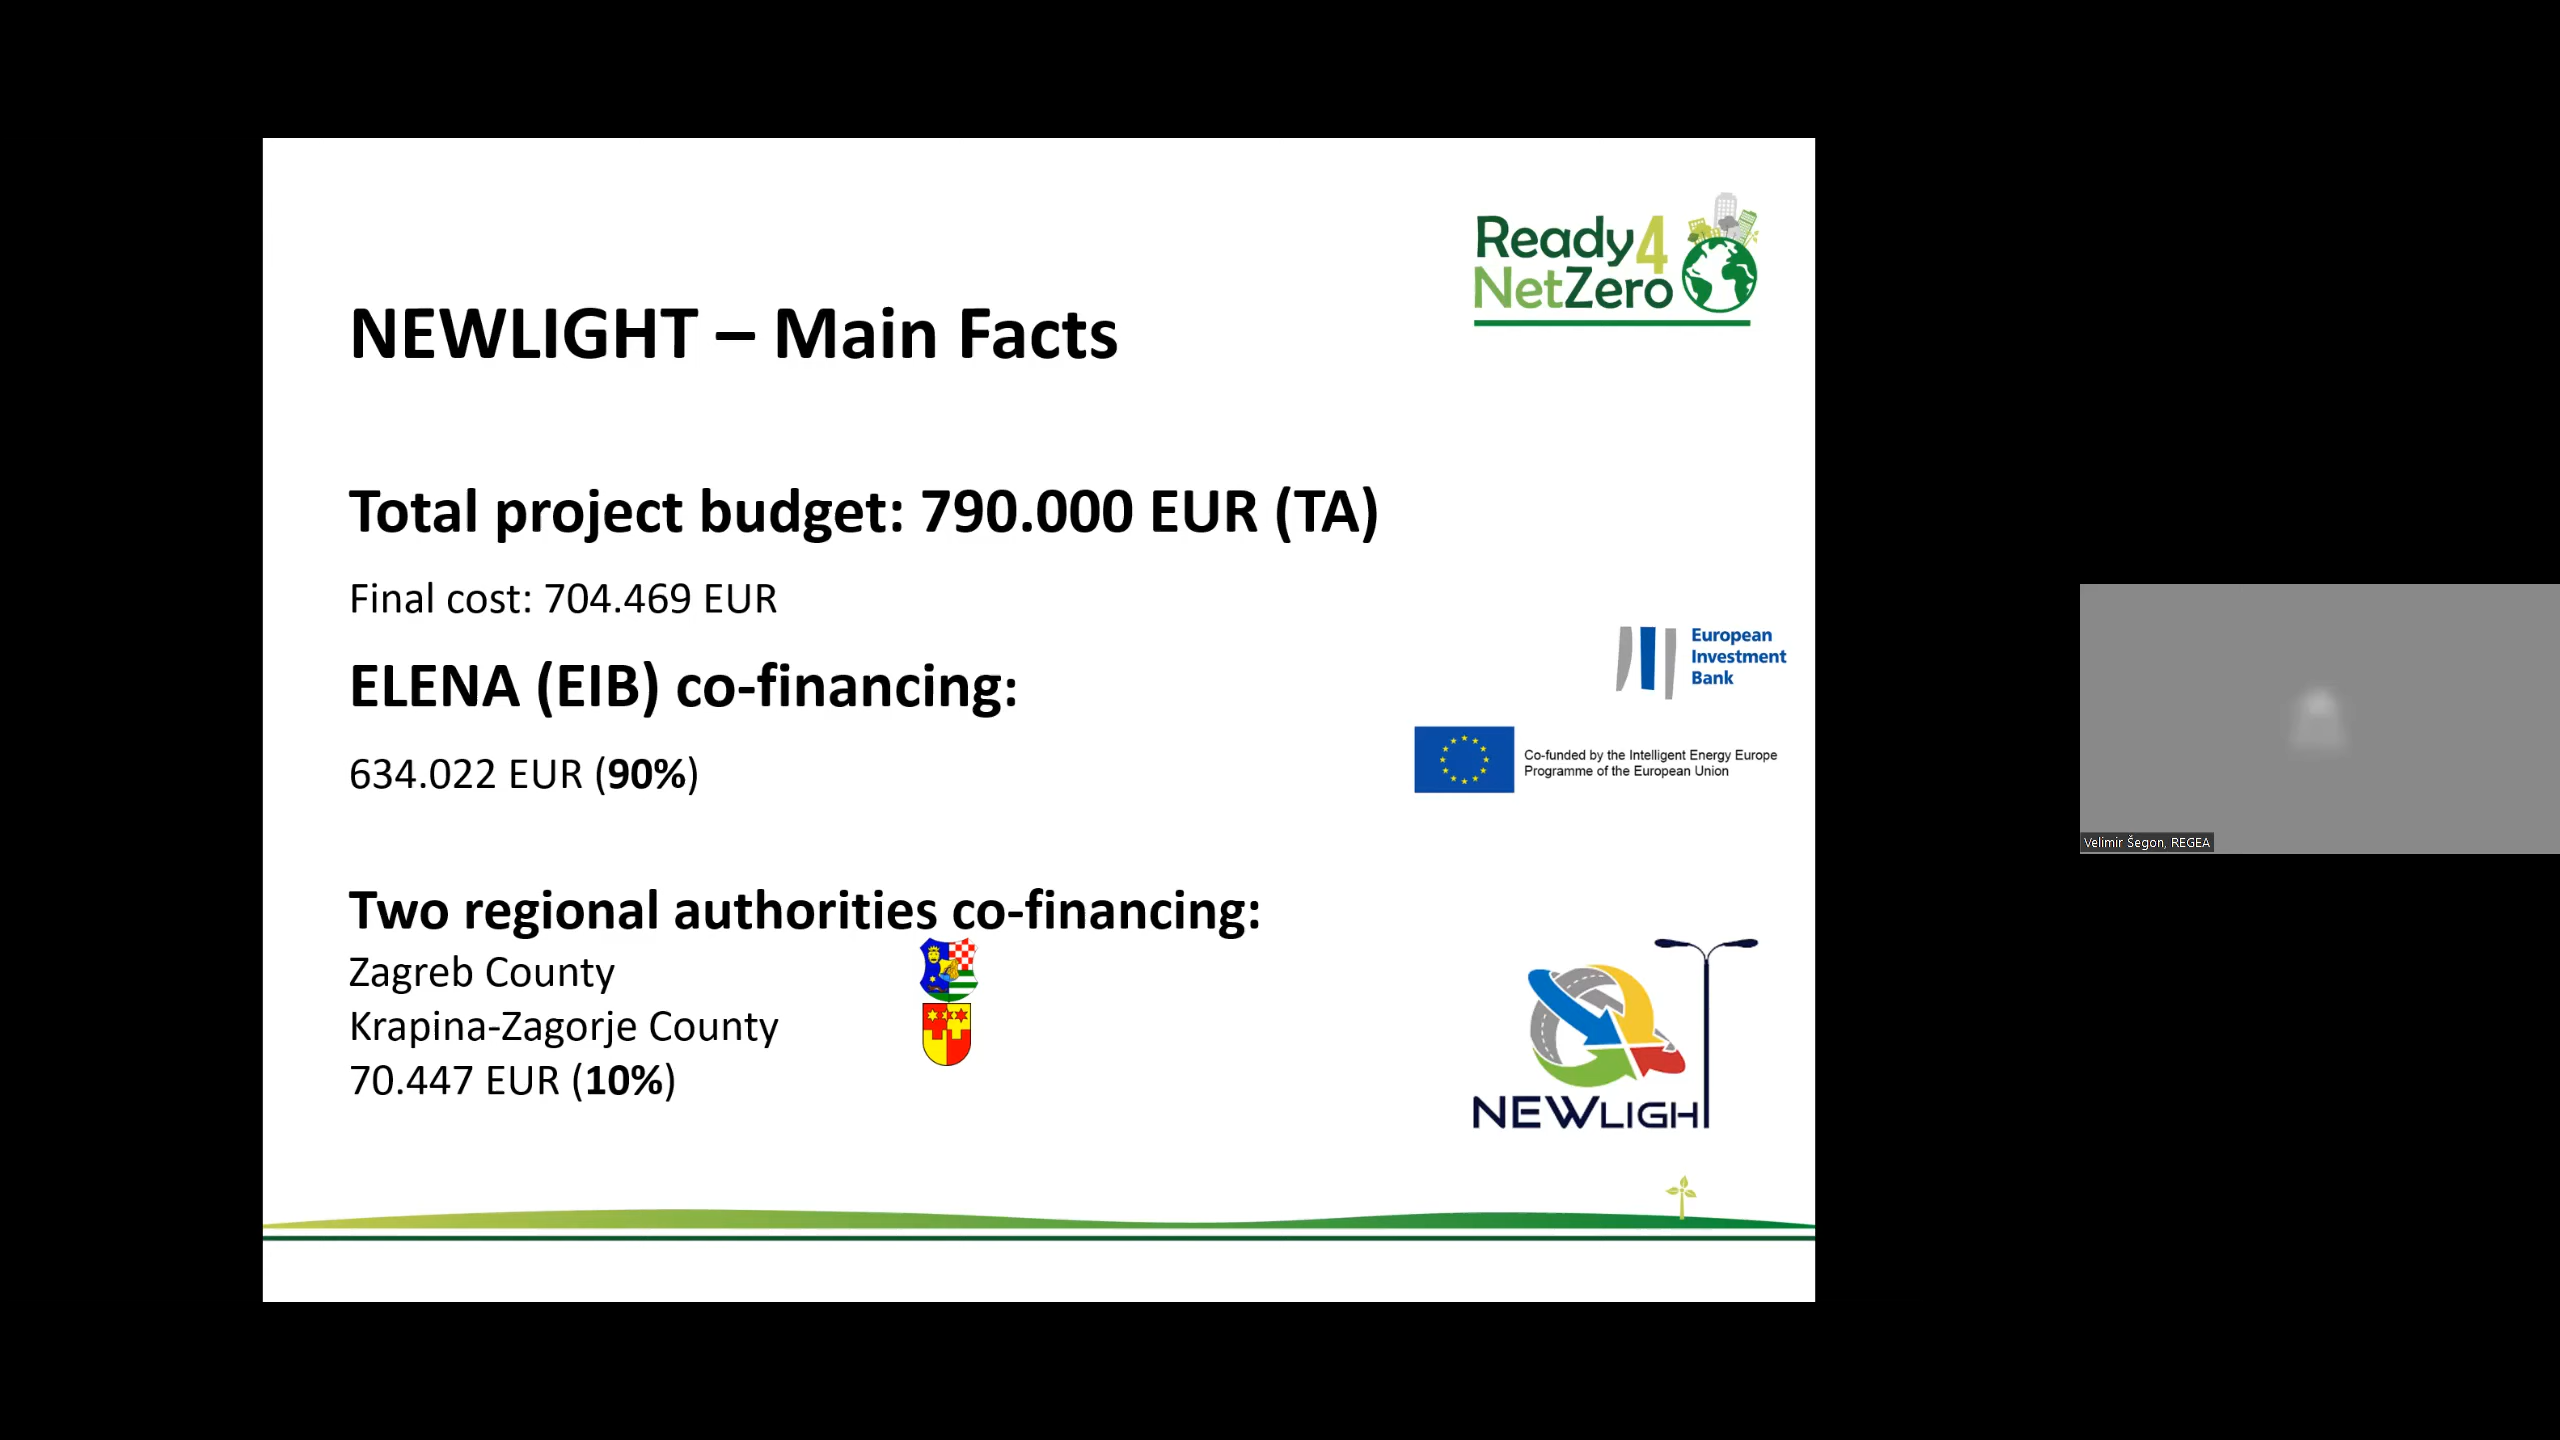 Ready4
NetZero
NEWLIGHT – Main Facts
Total project budget: 790.000 EUR (TA)
Final cost: 704.469 EUR
ELENA (EIB) co-financing:
634.022 EUR (90%)
European
Investment
Bank
Co-funded by the Intelligent Energy Europe
Programme of the European Union
Velimir Šegon, REGEA
Two regional authorities co-financing:
Zagreb County
Krapina-Zagorje County
70.447 EUR (10%)
NEWLIGHT